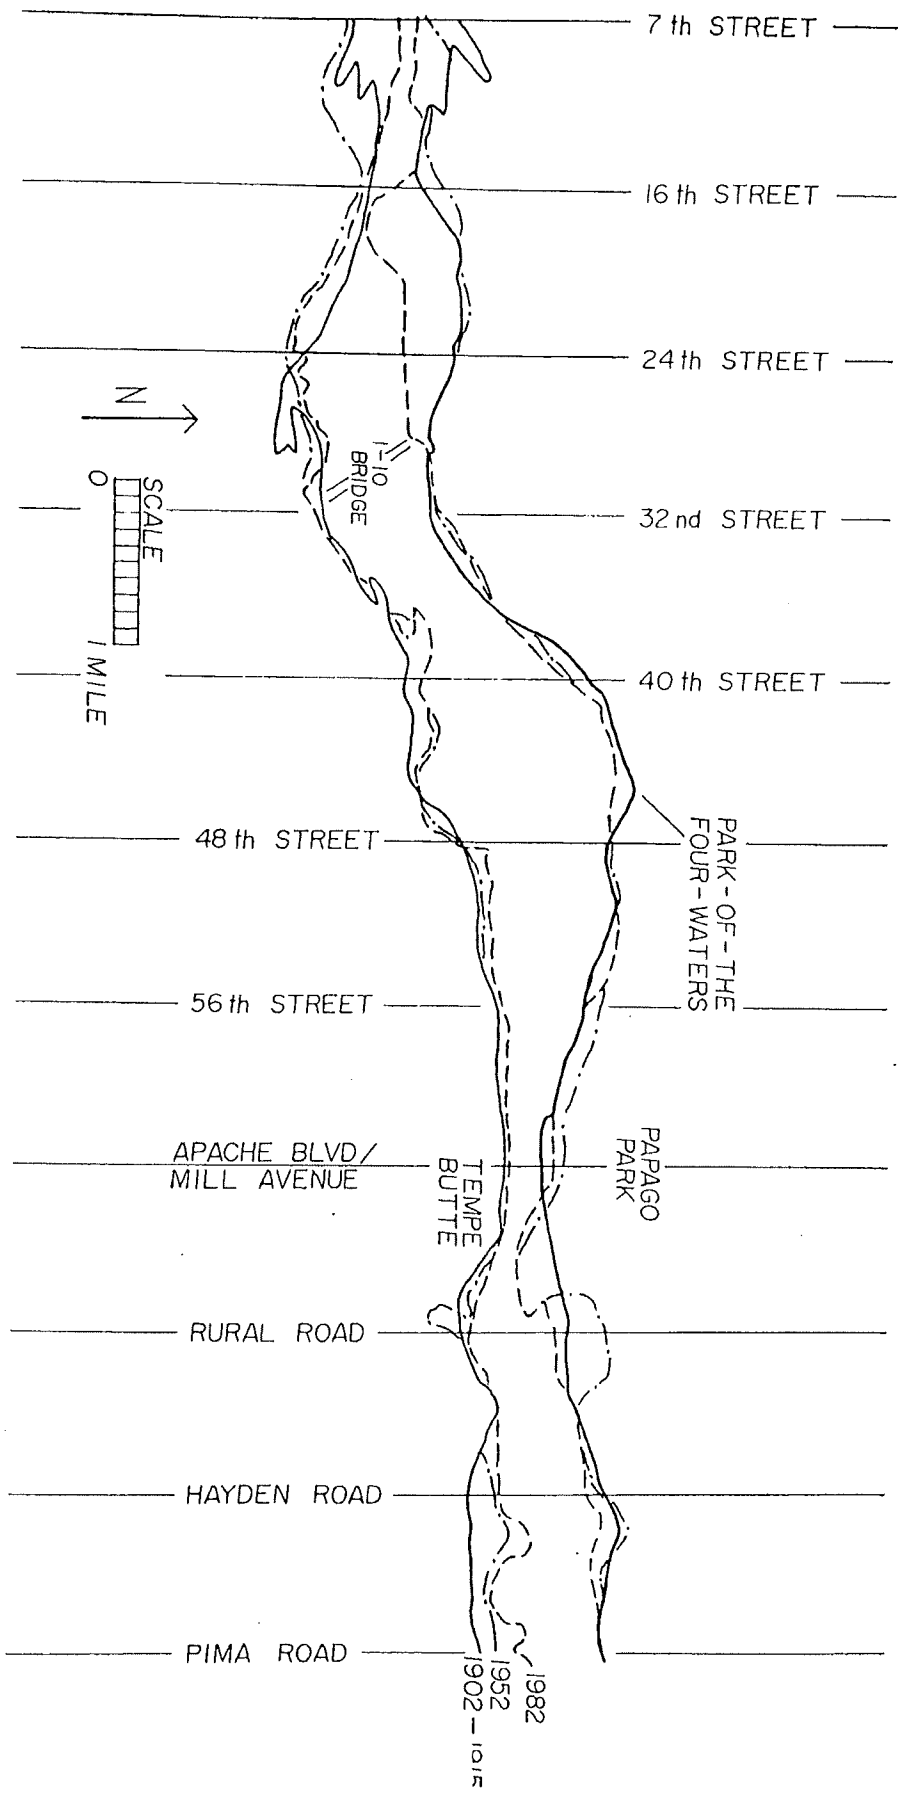 7th STREET
16th STREET
24th STREET
N
I-10
BRIDGE
SCALE
0
1 MILE
32nd STREET
40th STREET
PARK-OF-THE
FOUR-WATERS
48th STREET
56th STREET
APACHE BLVD/
MILL AVENUE
TEMPE
BUTTE
PAPAGO
PARK
RURAL ROAD
HAYDEN ROAD
PIMA ROAD
1982
1952
1902-1915